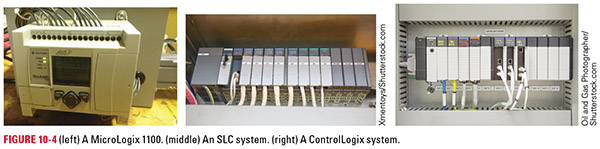 Xmentoys/Shutterstock.com
Oil and Gas Photographer/
Shutterstock.com
FIGURE 10-4 (left) A MicroLogix 1100. (middle) An SLC system. (right) A ControlLogix system.